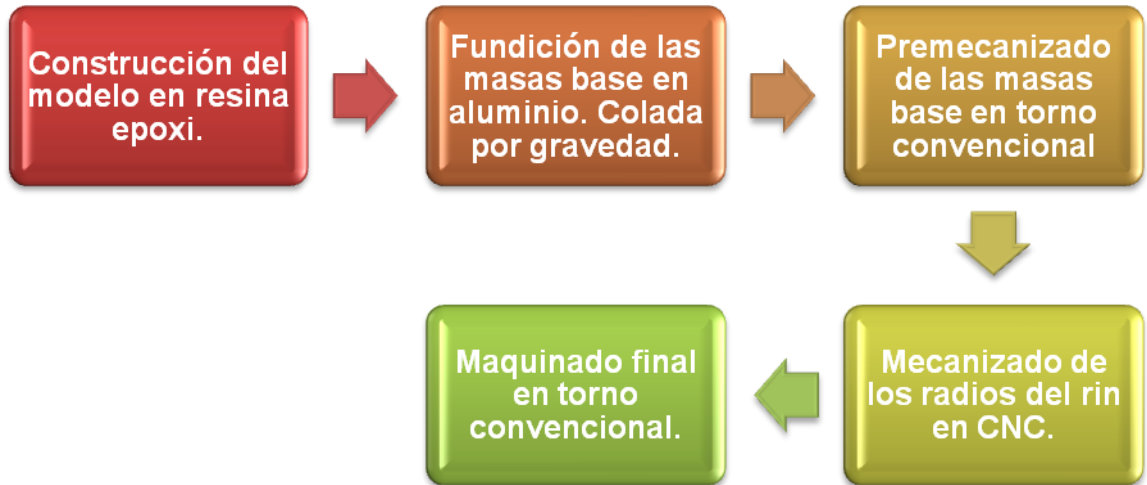 Construcción del
modelo en resina
epoxi.
Fundición de las
masas base en
aluminio. Colada
por gravedad.
Premecanizado
de las masas
base en torno
convencional
Mecanizado de
los radios del rin
en CNC.
Maquinado final
en torno
convencional.